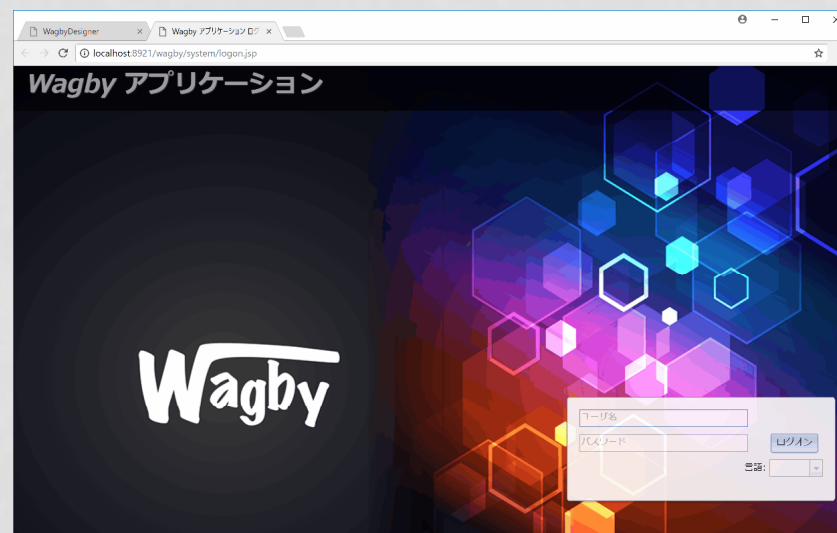 WagbyDesigner
Wagby アプリケーション ログ
localhost:8921/wagby/system/logon.jsp
Wagby アプリケーション
Wagby
ユーザ名
パスワード
ログオン
言語: